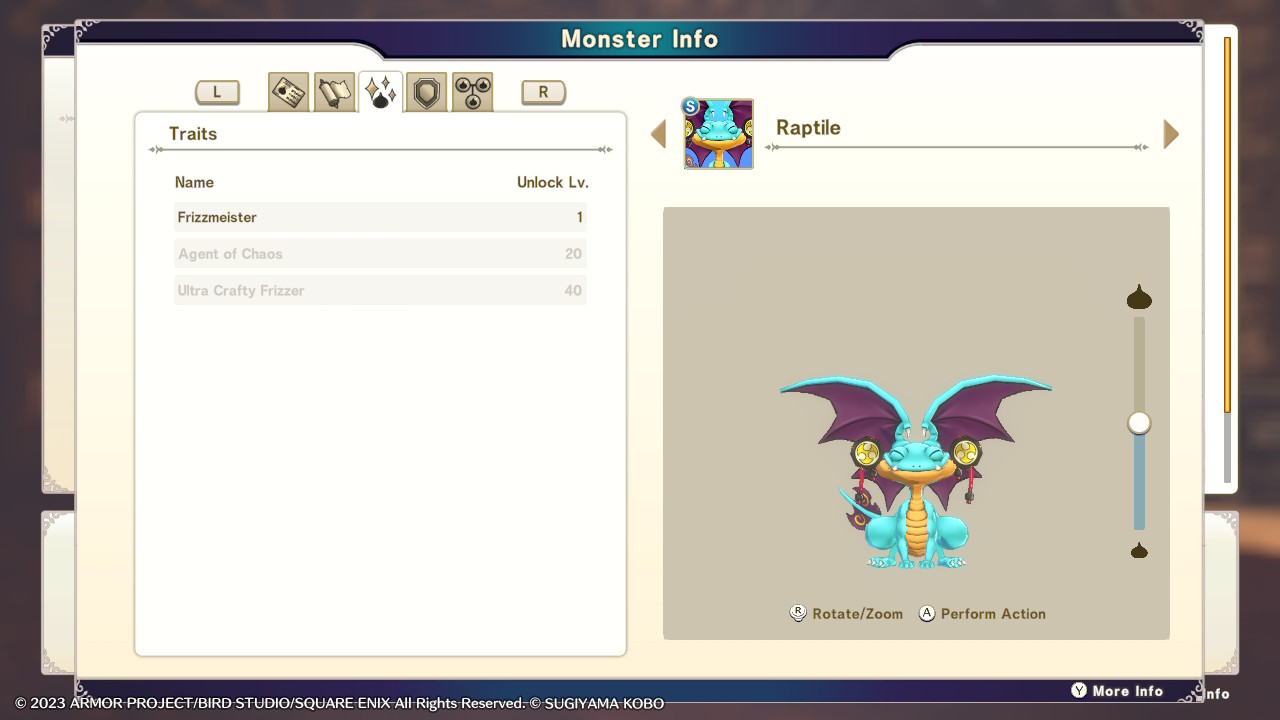 Monster Info
L
R
Traits
Name Unlock Lv.
Frizzmeister 1
Agent of Chaos 20
Ultra Crafty Frizzer 40
S
Raptile
R Rotate/Zoom A Perform Action
Y More Info
nfo
© 2023 ARMOR PROJECT/BIRD STUDIO/SQUARE ENIX All Rights Reserved. © SUGIYAMA KOBO